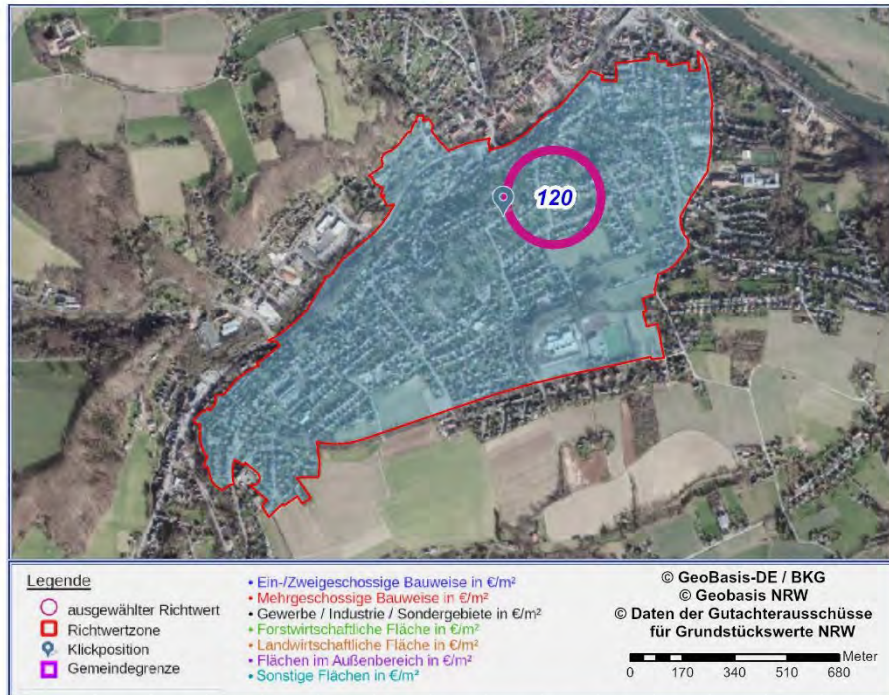 120
Legende
ausgewählter Richtwert
Richtwertzone
Klickposition
Gemeindegrenze
• Ein-/Zweigeschossige Bauweise in €/m²
• Mehrgeschossige Bauweise in €/m²
• Gewerbe / Industrie / Sondergebiete in €/m²
• Forstwirtschaftliche Fläche in €/m²
• Landwirtschaftliche Fläche in €/m²
• Flächen im Außenbereich in €/m²
• Sonstige Flächen in €/m²
© GeoBasis-DE / BKG
© Geobasis NRW
© Daten der Gutachterausschüsse
für Grundstückswerte NRW
Meter
0 170 340 510 680